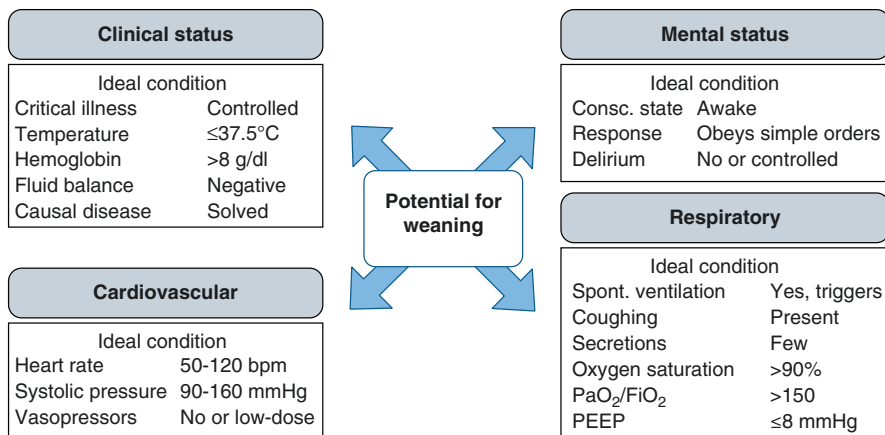 Clinical status
Ideal condition
Critical illness Controlled
Temperature ≤37.5°C
Hemoglobin >8 g/dl
Fluid balance Negative
Causal disease Solved
Mental status
Ideal condition
Consc. state Awake
Response Obeys simple orders
Delirium No or controlled
Potential for
weaning
Cardiovascular
Ideal condition
Heart rate 50-120 bpm
Systolic pressure 90-160 mmHg
Vasopressors No or low-dose
Respiratory
Ideal condition
Spont. ventilation Yes, triggers
Coughing Present
Secretions Few
Oxygen saturation >90%
PaO₂/FiO₂ >150
PEEP ≤8 mmHg